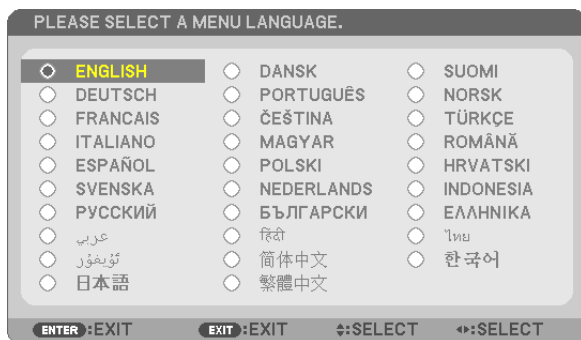 PLEASE SELECT A MENU LANGUAGE.
ENGLISH DANSK SUOMI
DEUTSCH PORTUGUÊS NORSK
FRANCAIS ČEŠTINA TÜRKÇE
ITALIANO MAGYAR ROMÂNĂ
ESPAÑOL POLSKI HRVATSKI
SVENSKA NEDERLANDS INDONESIA
РУССКИЙ БЪЛГАРСКИ ΕΛΛΗΝΙΚΑ
عربي हिंदी ไทย
ئۇيغۇر 简体中文 한국어
日本語 繁體中文
ENTER :EXIT EXIT :EXIT :SELECT :SELECT